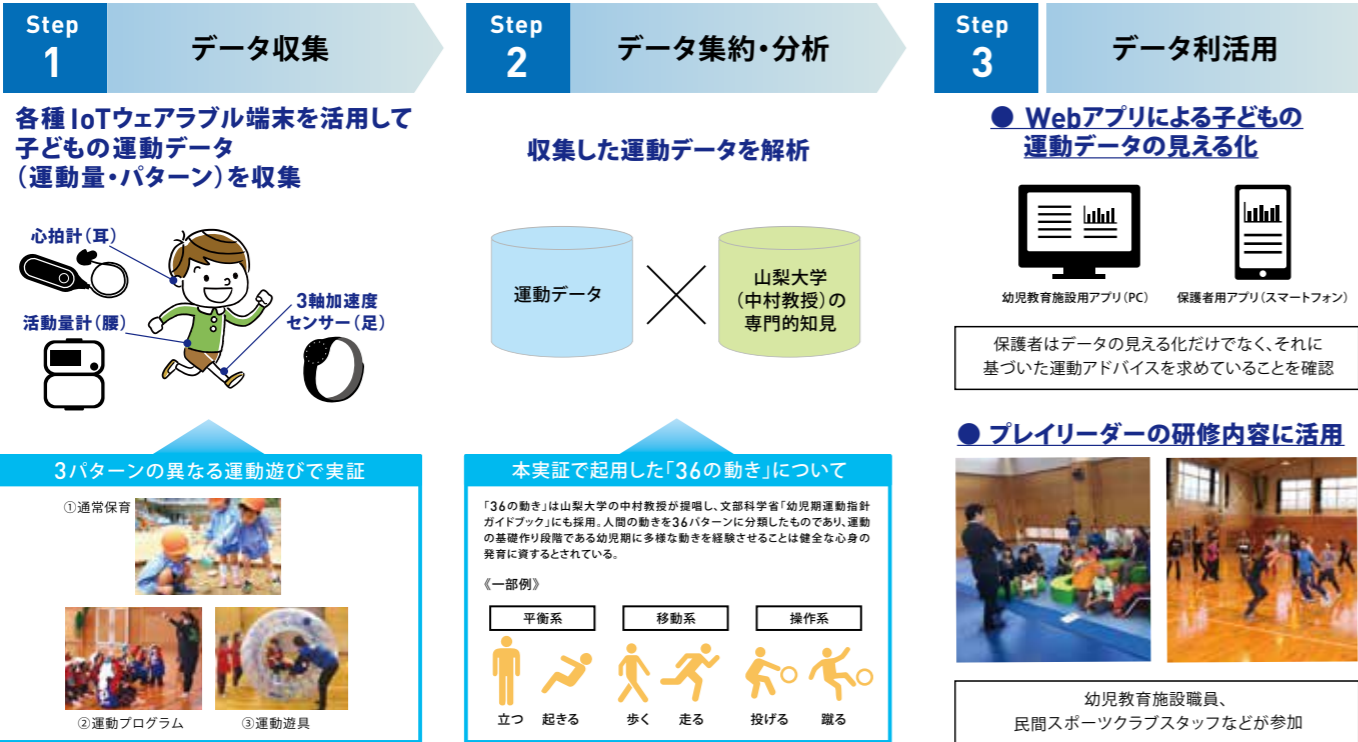 Step
1
データ収集
各種IoTウェアラブル端末を活用して
子どもの運動データ
（運動量・パターン）を収集
心拍計（耳）
活動量計（腰）
3軸加速度
センサー（足）
3パターンの異なる運動遊びで実証
①通常保育
②運動プログラム
③運動遊具
Step
2
データ集約・分析
収集した運動データを解析
運動データ
山梨大学
（中村教授）の
専門的知見
本実証で起用した「36の動き」について
「36の動き」は山梨大学の中村教授が提唱し、文部科学省「幼児期運動指針
ガイドブック」にも採用。人間の動きを36パターンに分類したものであり、運動
の基礎作り段階である幼児期に多様な動きを経験させることは健全な心身の
発育に資するとされている。
《一部例》
平衡系
移動系
操作系
立つ
起きる
歩く
走る
投げる
蹴る
Step
3
データ利活用
● Webアプリによる子どもの
運動データの見える化
幼児教育施設用アプリ（PC）
保護者用アプリ（スマートフォン）
保護者はデータの見える化だけでなく、それに
基づいた運動アドバイスを求めていることを確認
● プレイリーダーの研修内容に活用
幼児教育施設職員、
民間スポーツクラブスタッフなどが参加